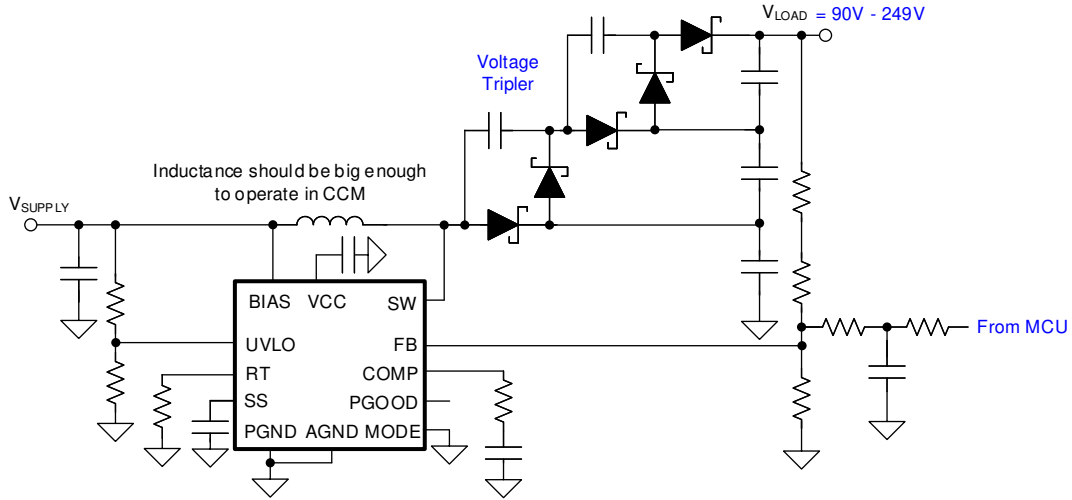 VLOAD = 90V - 249V
Voltage
Tripler
Inductance should be big enough
to operate in CCM
VSUPPLY
BIAS VCC SW
UVLO FB
RT COMP
SS PGOOD
PGND AGND MODE
From MCU